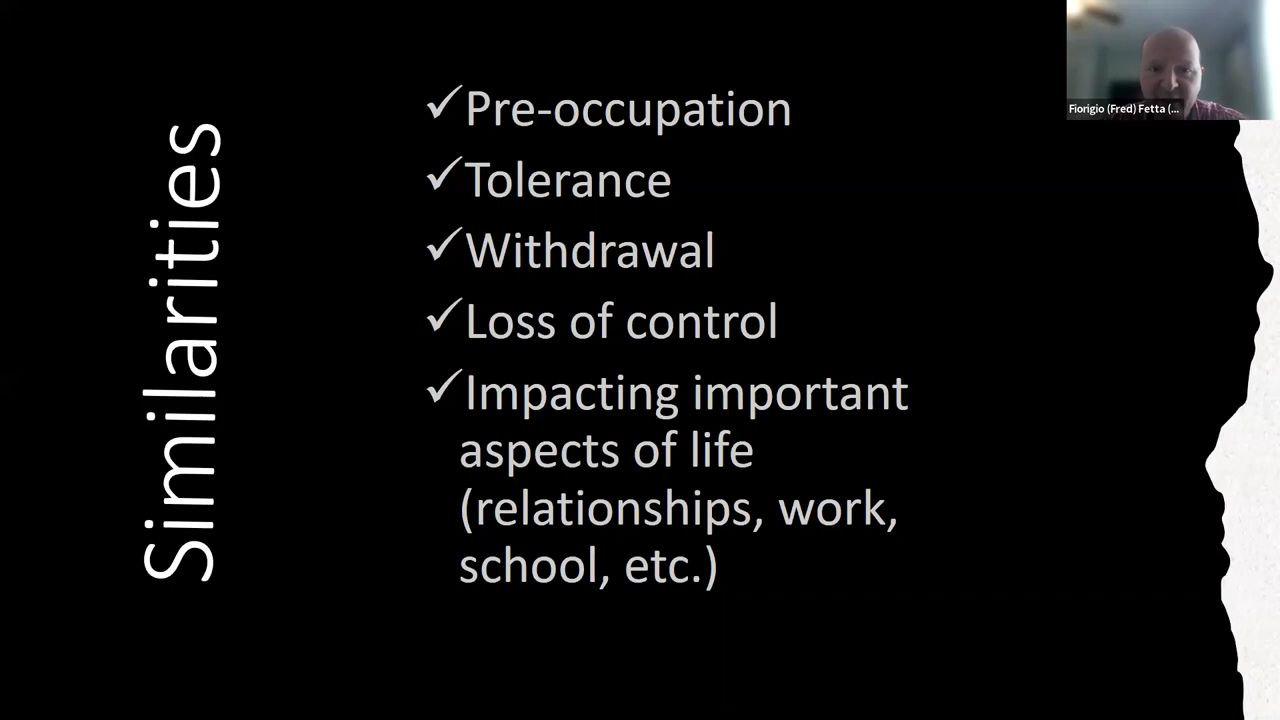 Similarities
✓Pre-occupation
✓Tolerance
✓Withdrawal
✓Loss of control
✓Impacting important
aspects of life
(relationships, work,
school, etc.)
Fiorigio (Fred) Fetta (...